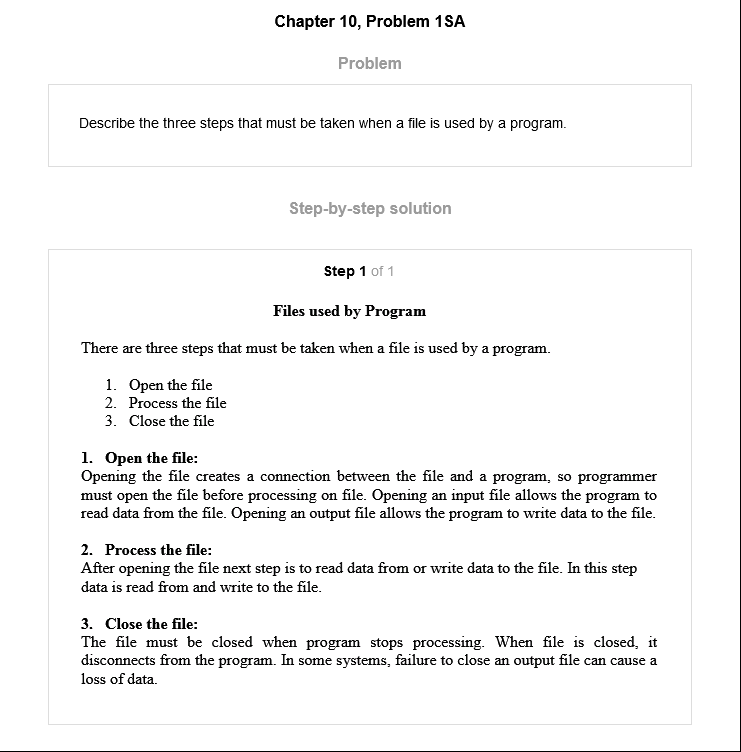 Chapter 10, Problem 1SA
Problem
Describe the three steps that must be taken when a file is used by a program.
Step-by-step solution
Step 1 of 1
Files used by Program
There are three steps that must be taken when a file is used by a program.
1. Open the file
2. Process the file
3. Close the file
1. Open the file:
Opening the file creates a connection between the file and a program, so programmer
must open the file before processing on file. Opening an input file allows the program to
read data from the file. Opening an output file allows the program to write data to the file.
2. Process the file:
After opening the file next step is to read data from or write data to the file. In this step
data is read from and write to the file.
3. Close the file:
The file must be closed when program stops processing. When file is closed, it
disconnects from the program. In some systems, failure to close an output file can cause a
loss of data.